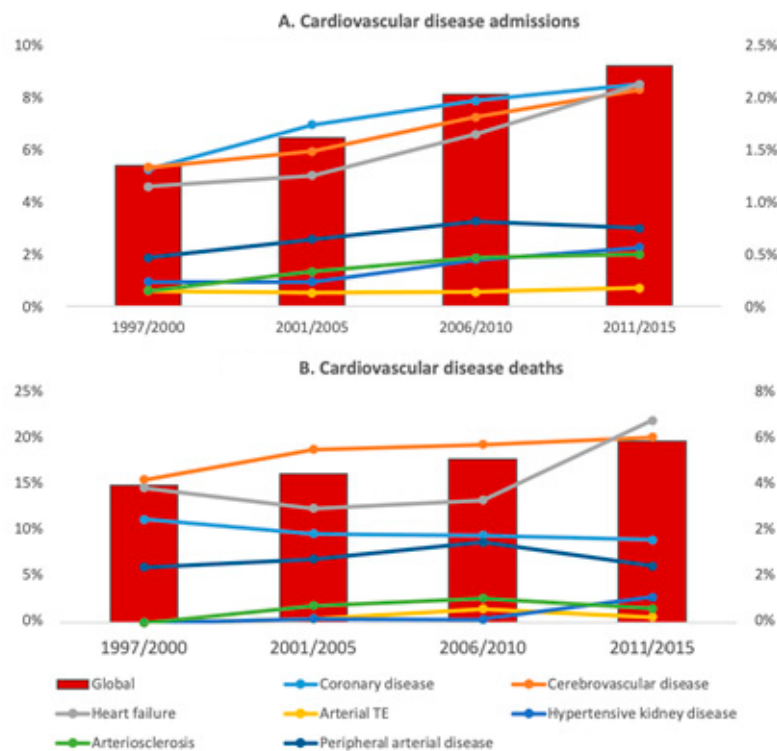 A. Cardiovascular disease admissions
10% 2.5%
8% 2.0%
6% 1.5%
4% 1.0%
2% 0.5%
0% 0%
1997/2000 2001/2005 2006/2010 2011/2015
B. Cardiovascular disease deaths
25% 8%
20% 6%
15% 4%
10% 2%
5% 2%
0% 0%
1997/2000 2001/2005 2006/2010 2011/2015
Global Coronary disease Cerebrovascular disease
Heart failure Arterial TE Hypertensive kidney disease
Arteriosclerosis Peripheral arterial disease